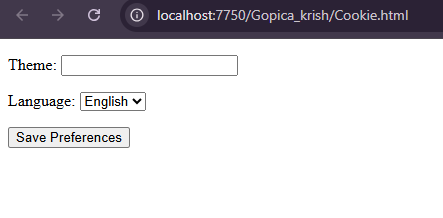 localhost:7750/Gopica_krish/Cookie.html
Theme:
Language: English
Save Preferences